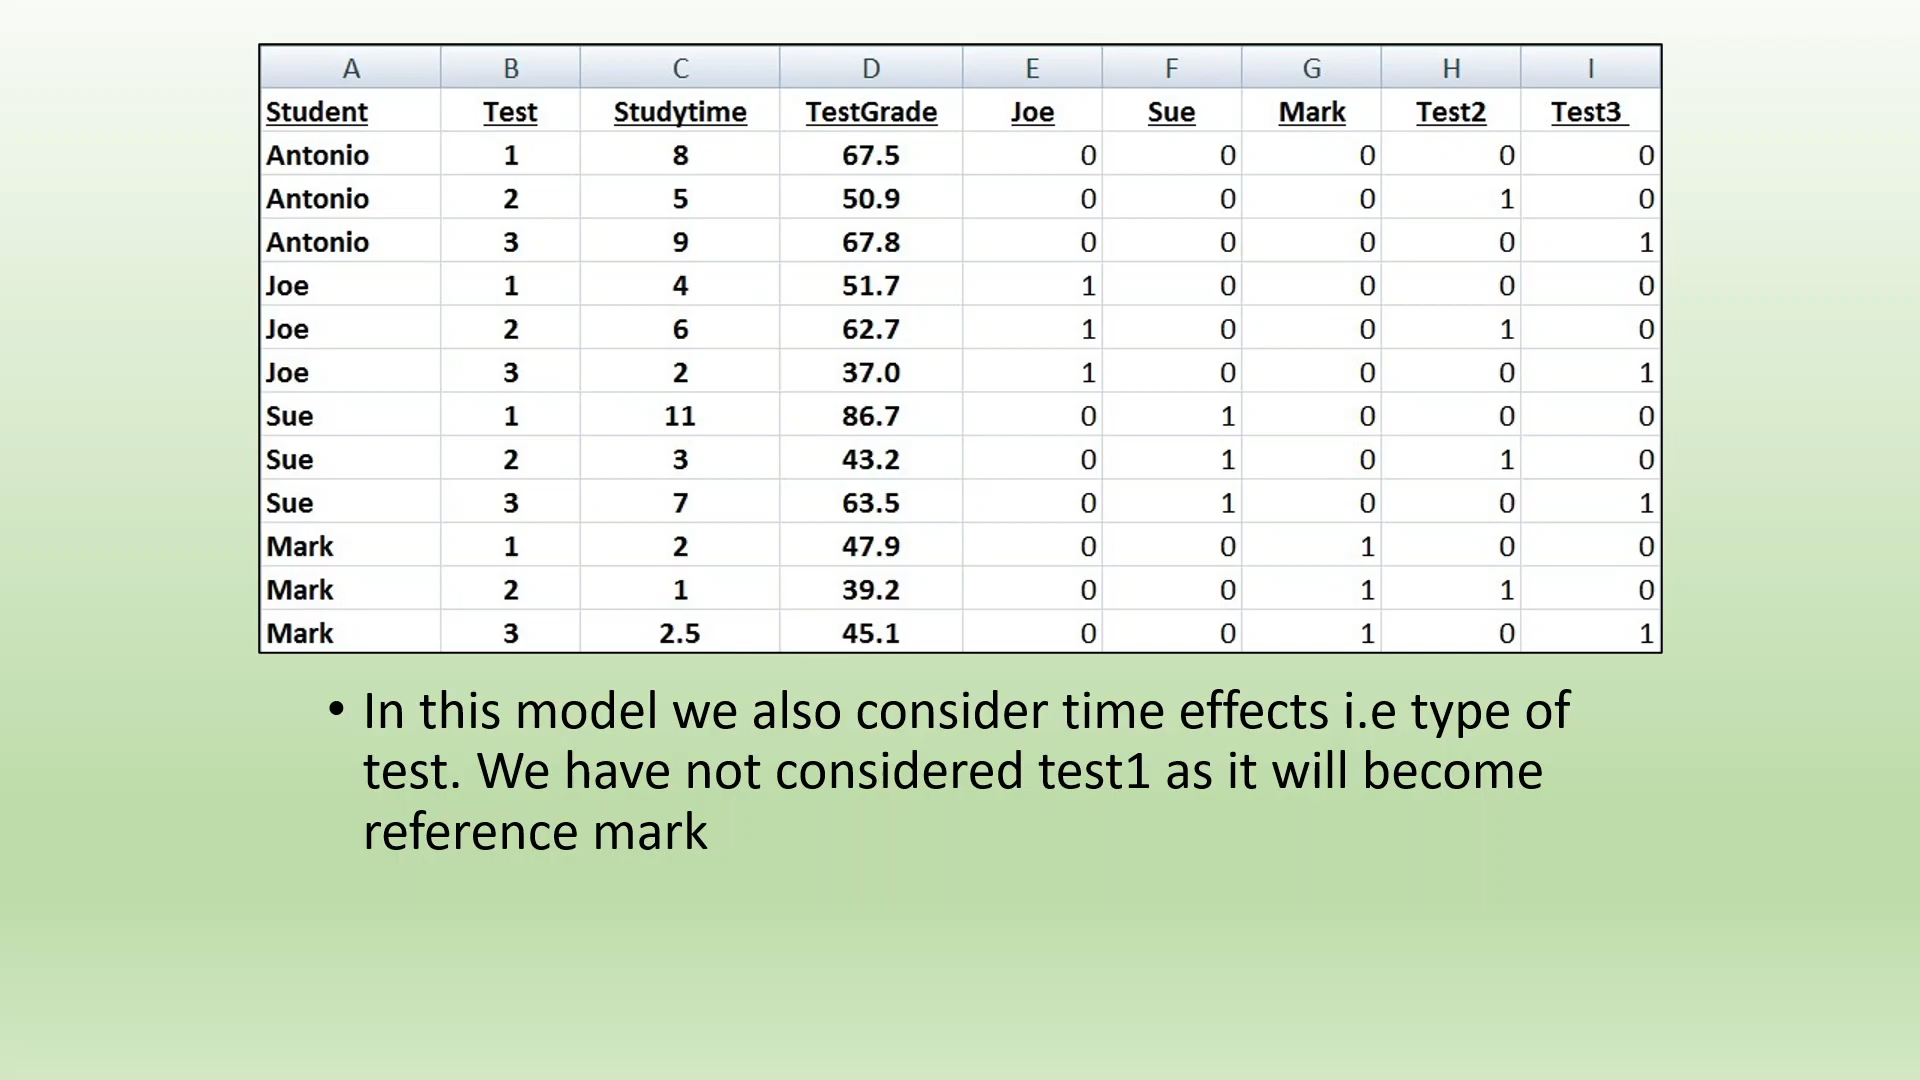 A B C D E F G H I
Student Test Studytime TestGrade Joe Sue Mark Test2 Test3
Antonio 1 8 67.5 0 0 0 0 0
Antonio 2 5 50.9 0 0 0 1 0
Antonio 3 9 67.8 0 0 0 0 1
Joe 1 4 51.7 1 0 0 0 0
Joe 2 6 62.7 1 0 0 1 0
Joe 3 2 37.0 1 0 0 0 1
Sue 1 11 86.7 0 1 0 0 0
Sue 2 3 43.2 0 1 0 1 0
Sue 3 7 63.5 0 1 0 0 1
Mark 1 2 47.9 0 0 1 0 0
Mark 2 1 39.2 0 0 1 1 0
Mark 3 2.5 45.1 0 0 1 0 1
• In this model we also consider time effects i.e type of
test. We have not considered test1 as it will become
reference mark